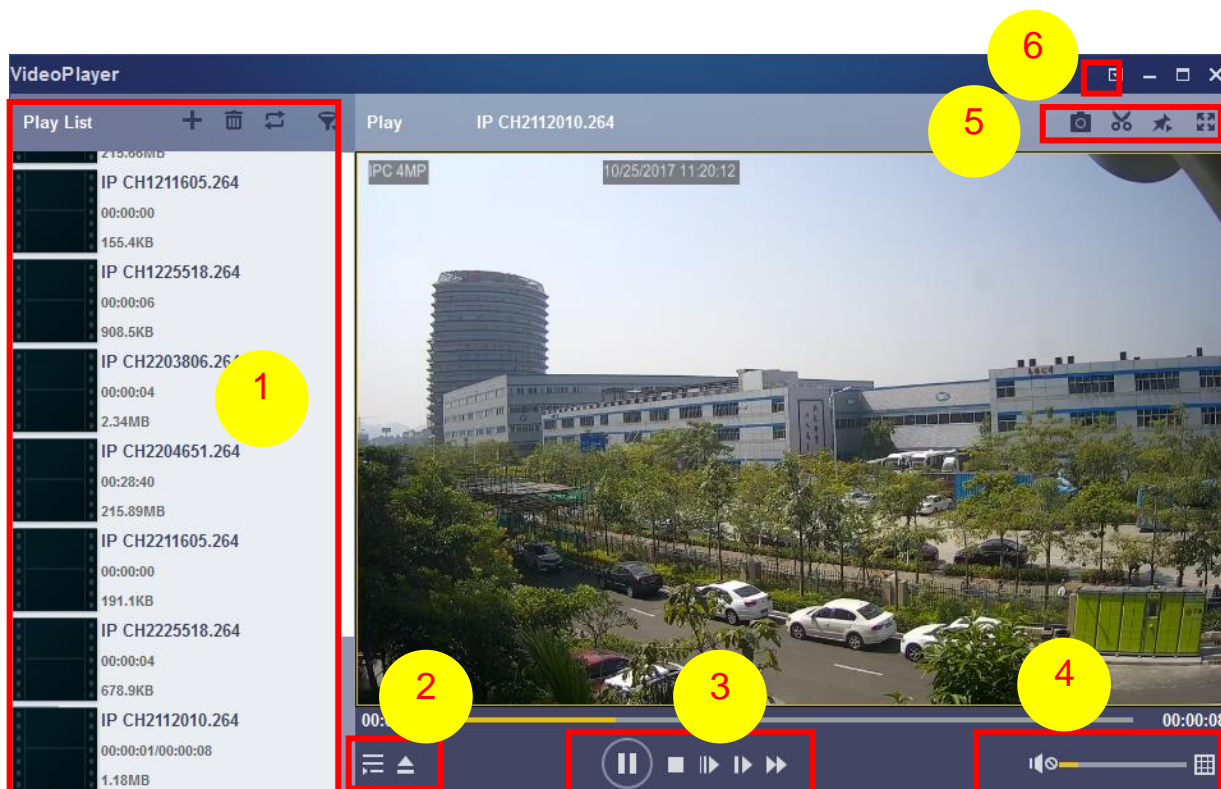 6
VideoPlayer
5
Play List
Play IP CH2112010.264
215.66MB
IPC 4MP
10/25/2017 11:20:12
IP CH1211605.264
00:00:00
155.4KB
IP CH1225518.264
00:00:06
908.5KB
IP CH2203806.264
00:00:04
2.34MB
1
IP CH2204651.264
00:28:40
215.89MB
IP CH2211605.264
00:00:00
191.1KB
IP CH2225518.264
00:00:04
678.9KB
IP CH2112010.264
00:00:01/00:00:08
1.18MB
2
3
4
00:00:08